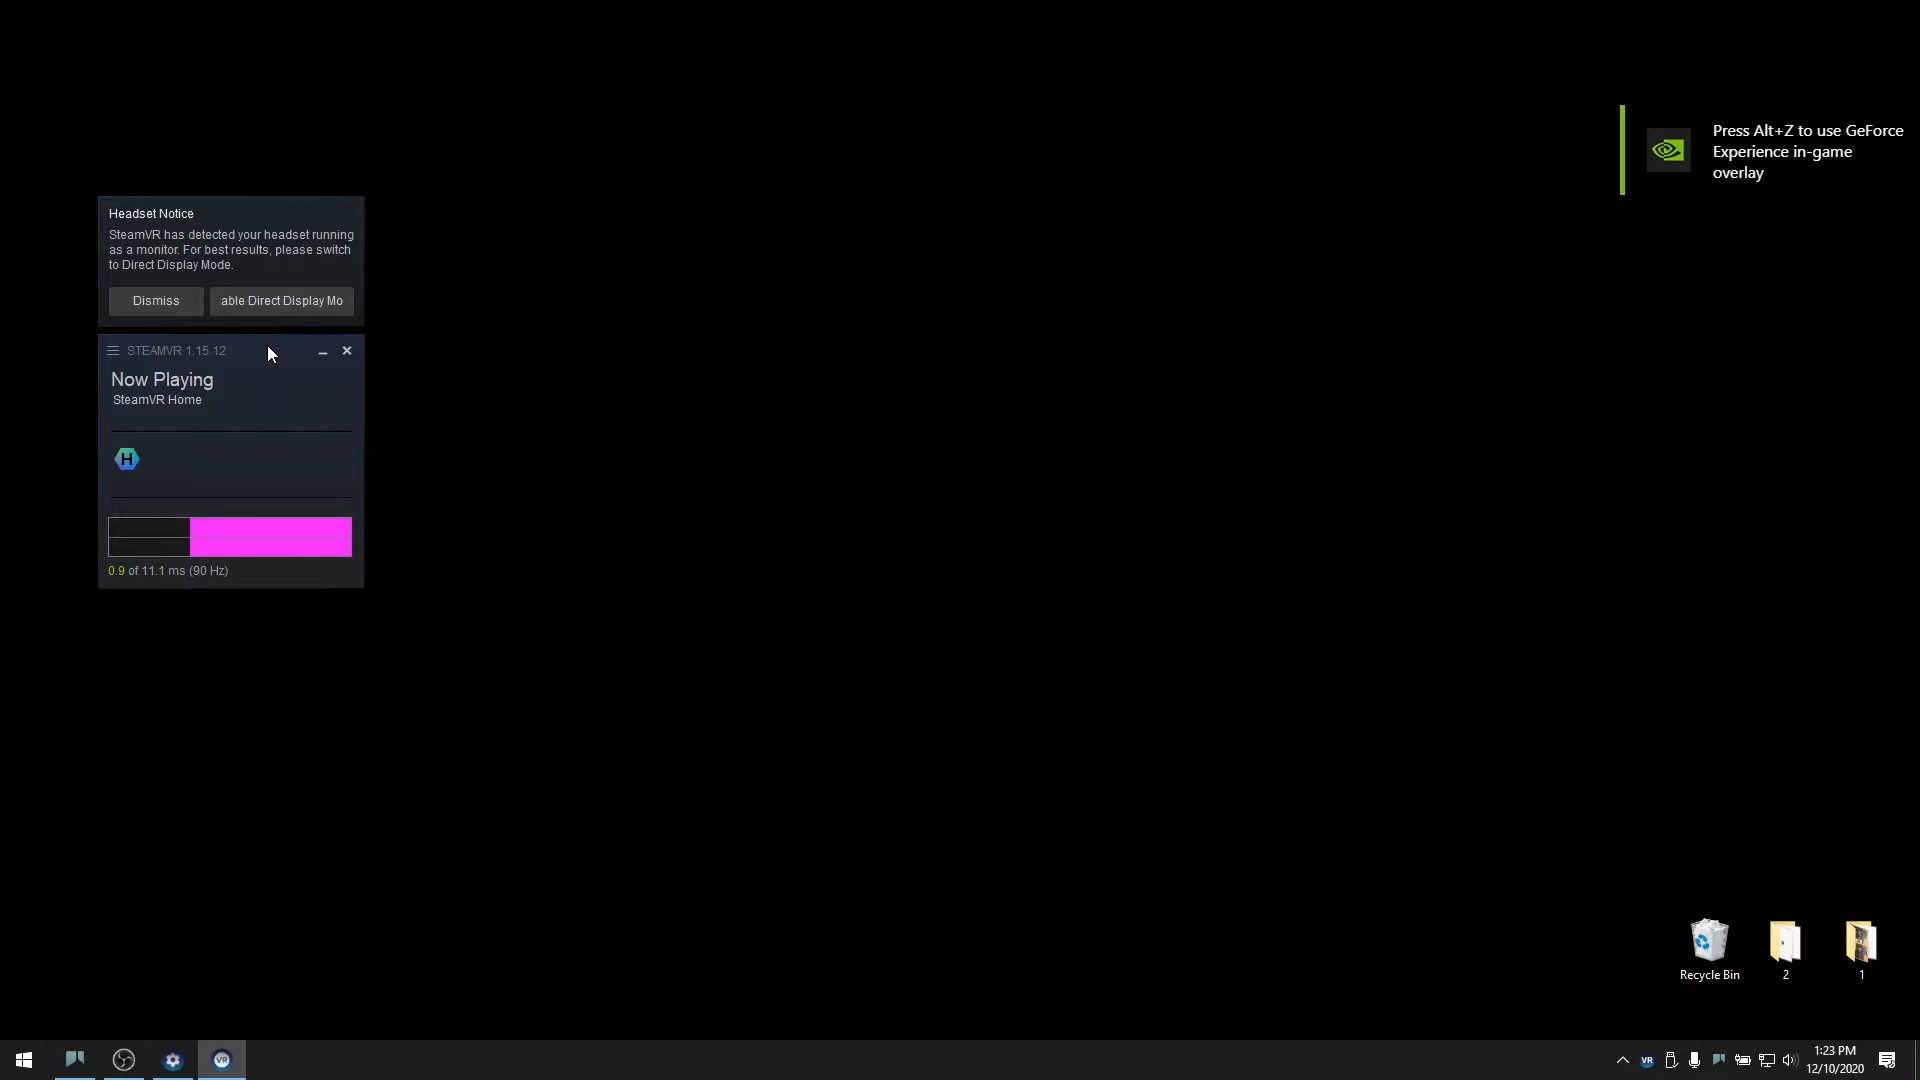 Press Alt+Z to use GeForce
Experience in-game
overlay
Headset Notice
SteamVR has detected your headset running
as a monitor. For best results, please switch
to Direct Display Mode.
Dismiss
able Direct Display Mo
STEAMVR 1.15.12
Now Playing
SteamVR Home
H
0.9 of 11.1 ms (90 Hz)
Recycle Bin
2
1
VR
VR
1:23 PM
12/10/2020